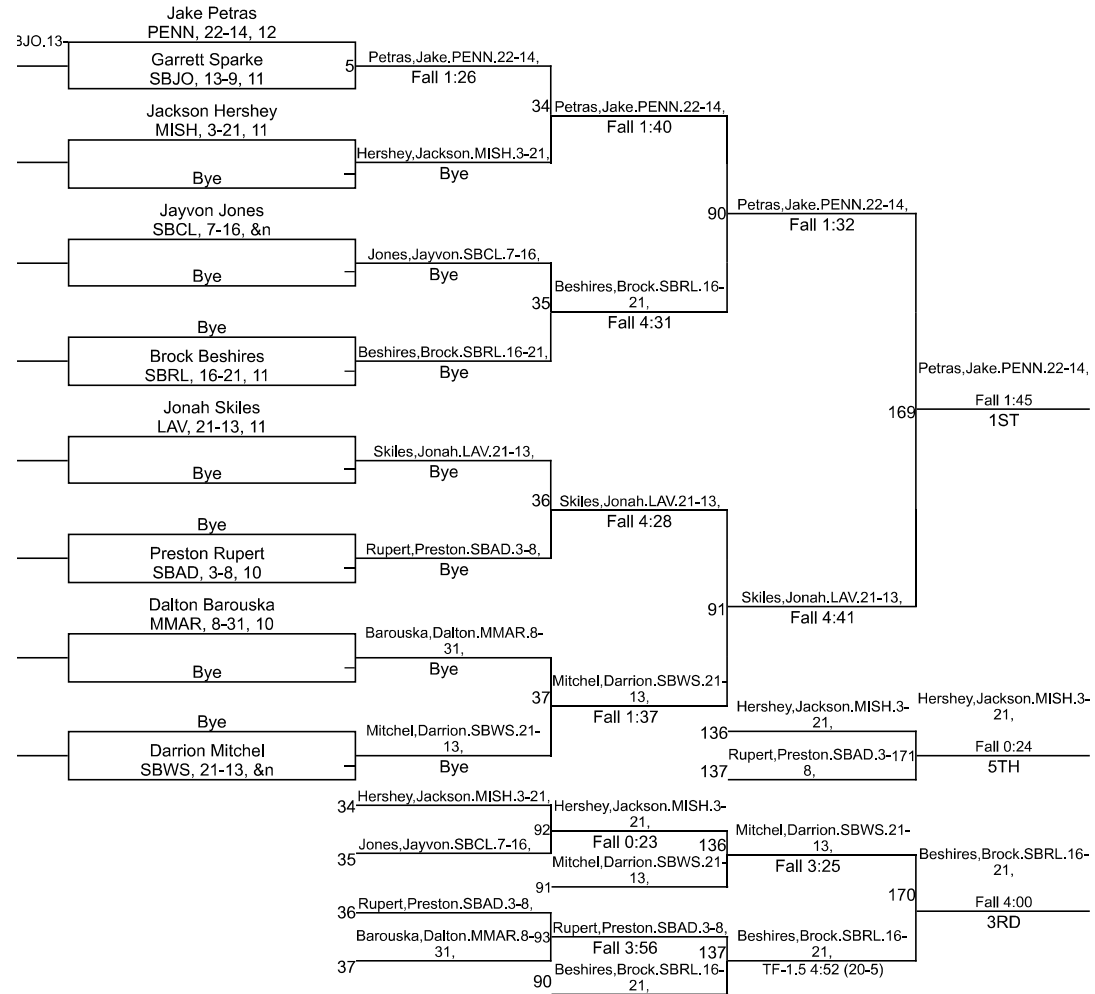 Jake Petras
PENN, 22-14, 12
BJO.13
Garrett Sparke
SBJO, 13-9, 11
5
Petras,Jake.PENN.22-14,
Fall 1:26
Jackson Hershey
MISH, 3-21, 11
34
Petras,Jake.PENN.22-14,
Fall 1:40
Hershey,Jackson.MISH.3-21,
Bye
Bye
Jayvon Jones
SBCL, 7-16, &n
90
Petras,Jake.PENN.22-14,
Fall 1:32
Jones,Jayvon.SBCL.7-16,
Bye
Bye
35
Beshires,Brock.SBRL.16-
21,
Fall 4:31
Bye
Brock Beshires
SBRL, 16-21, 11
Beshires,Brock.SBRL.16-21,
Bye
Petras,Jake.PENN.22-14,
169
Fall 1:45
1ST
Jonah Skiles
LAV, 21-13, 11
Skiles,Jonah.LAV.21-13,
Bye
Bye
36
Skiles,Jonah.LAV.21-13,
Fall 4:28
Bye
Preston Rupert
SBAD, 3-8, 10
Rupert,Preston.SBAD.3-8,
Bye
91
Skiles,Jonah.LAV.21-13,
Fall 4:41
Dalton Barouska
MMAR, 8-31, 10
Barouska,Dalton.MMAR.8-
31,
Bye
Bye
37
Mitchel,Darrion.SBWS.21-
13,
Fall 1:37
Bye
Darrion Mitchel
SBWS, 21-13, &n
Mitchel,Darrion.SBWS.21-
13,
Bye
136
Hershey,Jackson.MISH.3-
21,
137
Rupert,Preston.SBAD.3-
8,
171
Hershey,Jackson.MISH.3-
21,
Fall 0:24
5TH
34
Hershey,Jackson.MISH.3-21,
35
Jones,Jayvon.SBCL.7-16,
92
Hershey,Jackson.MISH.3-
21,
Fall 0:23
91
Mitchel,Darrion.SBWS.21-
13,
136
Mitchel,Darrion.SBWS.21-
13,
Fall 3:25
36
Rupert,Preston.SBAD.3-8,
37
Barouska,Dalton.MMAR.8-
31,
93
Rupert,Preston.SBAD.3-8,
Fall 3:56
90
Beshires,Brock.SBRL.16-
21,
137
Beshires,Brock.SBRL.16-
21,
TF-1.5 4:52 (20-5)
170
Beshires,Brock.SBRL.16-
21,
Fall 4:00
3RD